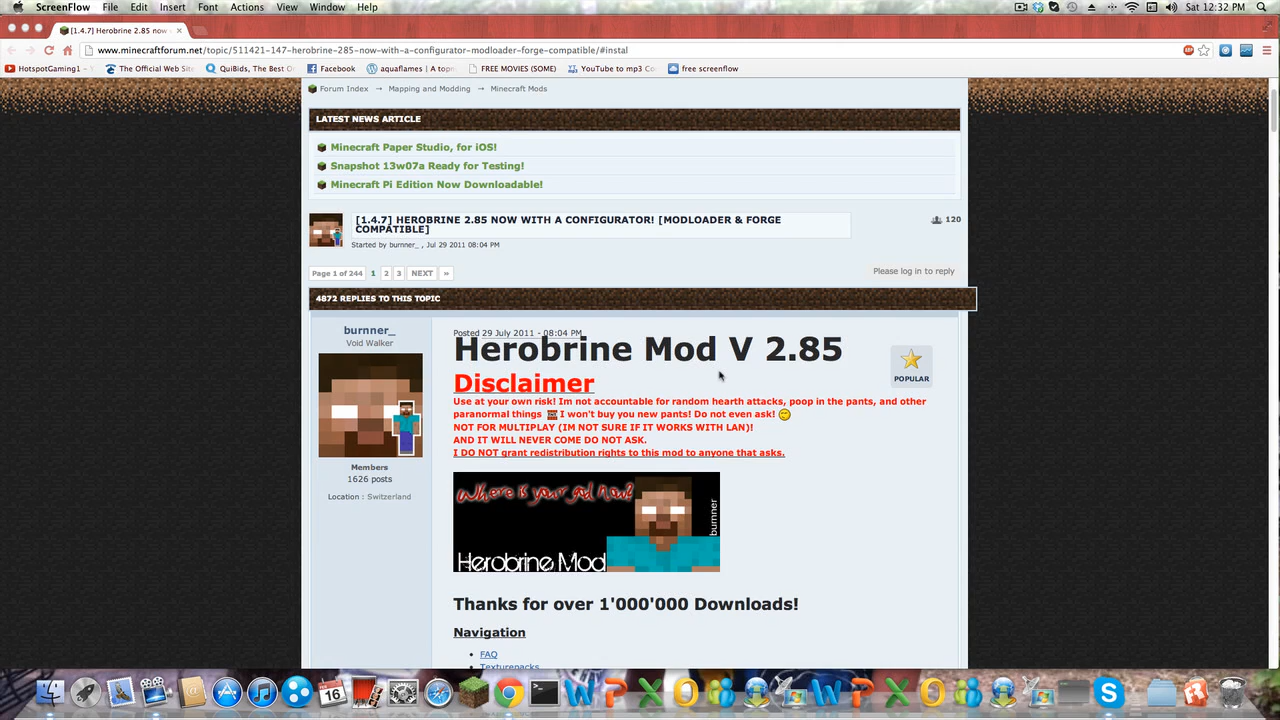 ScreenFlow File Edit Insert Font Actions View Window Help Sat 12:32 PM
[1.4.7] Herobrine 2.85 now
www.minecraftforum.net/topic/511421-147-herobrine-285-now-with-a-configurator-modloader-forge-compatible/#instal
HotspotGaming1 - The Official Web Sit QuiBids, The Best O Facebook aquaflames | A top FREE MOVIES (SOME) YouTube to mp3 Co free screenflow
Forum Index → Mapping and Modding → Minecraft Mods
LATEST NEWS ARTICLE
Minecraft Paper Studio, for iOS!
Snapshot 13w07a Ready for Testing!
Minecraft Pi Edition Now Downloadable!
[1.4.7] HEROBRINE 2.85 NOW WITH A CONFIGURATOR! [MODLOADER & FORGE
COMPATIBLE]
120
Started by burnner_ , Jul 29 2011 08:04 PM
Page 1 of 244 1 2 3 NEXT »
Please log in to reply
4872 REPLIES TO THIS TOPIC
burnner_
Void Walker
Members
1626 posts
Location : Switzerland
Posted 29 July 2011 - 08:04 PM
Herobrine Mod V 2.85
POPULAR
Disclaimer
Use at your own risk! Im not accountable for random hearth attacks, poop in the pants, and other
paranormal things I won't buy you new pants! Do not even ask!
NOT FOR MULTIPLAY (IM NOT SURE IF IT WORKS WITH LAN)!
AND IT WILL NEVER COME DO NOT ASK.
I DO NOT grant redistribution rights to this mod to anyone that asks.
Where is your god now?
burnner
Herobrine Mod
Thanks for over 1'000'000 Downloads!
Navigation
FAQ
Texturepacks
16